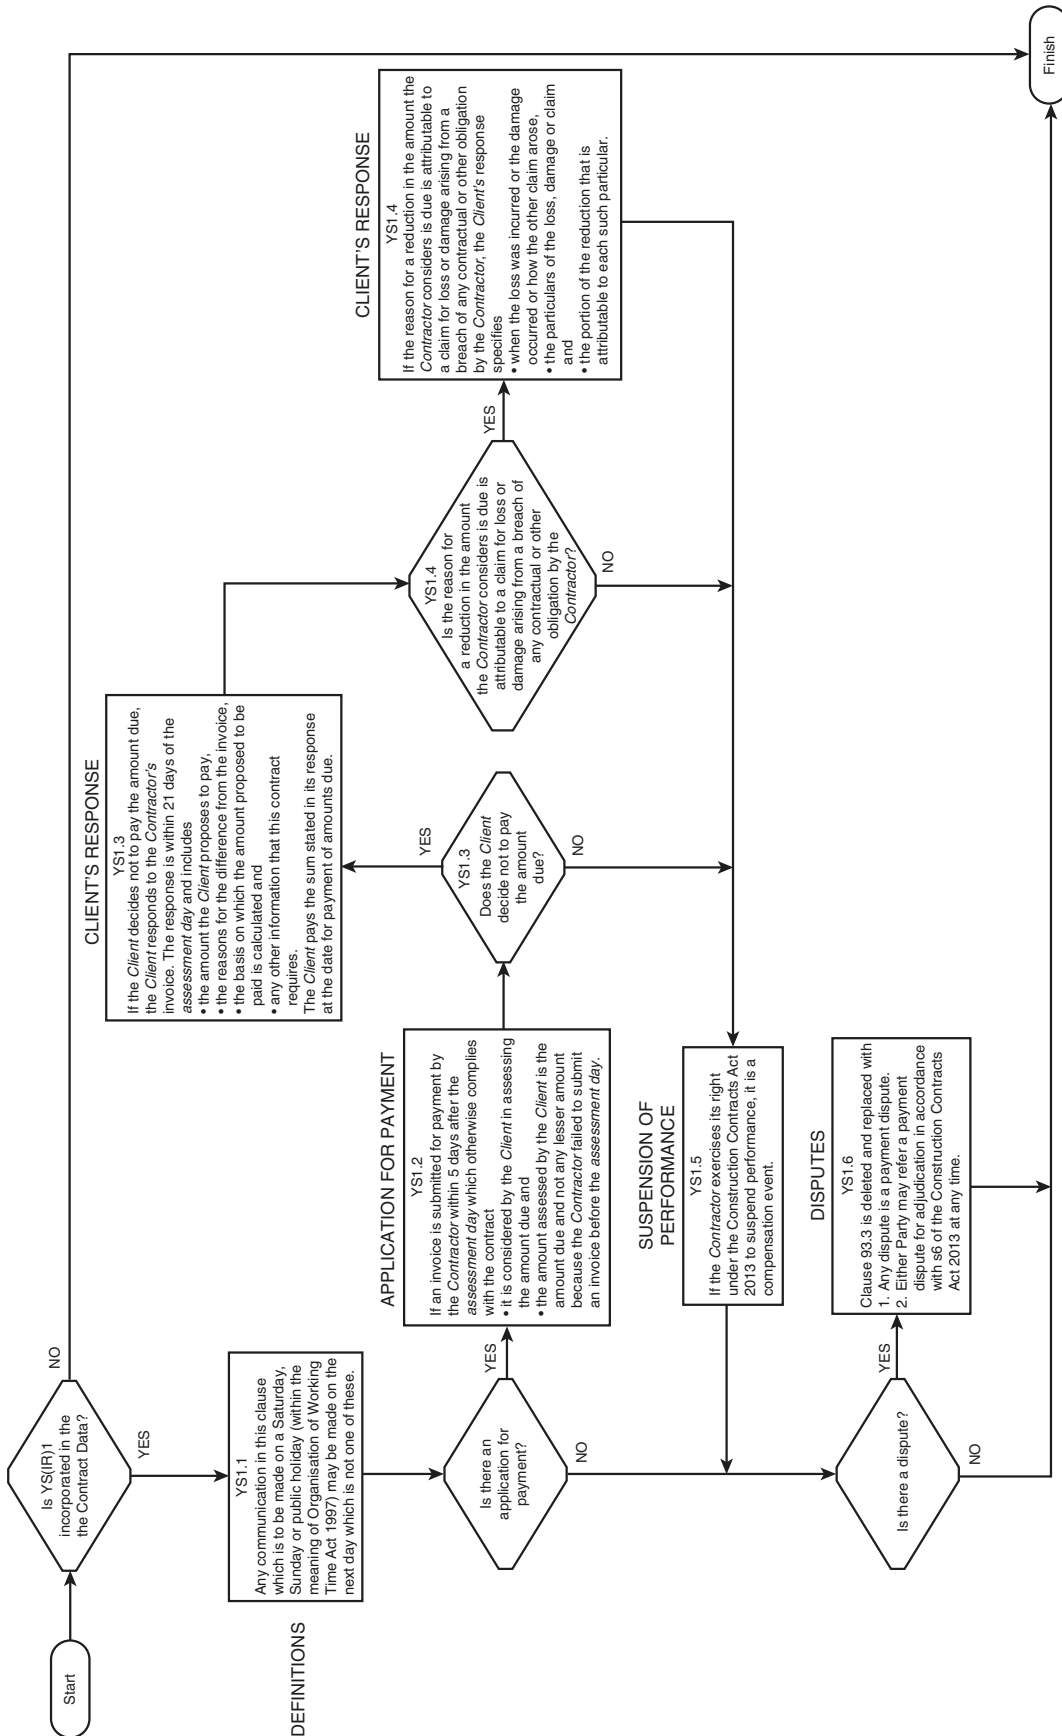 Start
Is YS(IR)1
incorporated in the
the Contract Data?
NO
YES
DEFINITIONS
YS1.1
Any communication in this clause
which is to be made on a Saturday,
Sunday or public holiday (within the
meaning of Organisation of Working
Time Act 1997) may be made on the
next day which is not one of these.
Is there an
application for
payment?
YES
NO
APPLICATION FOR PAYMENT
YS1.2
If an invoice is submitted for payment by
the Contractor within 5 days after the
assessment day which otherwise complies
with the contract
• it is considered by the Client in assessing
the amount due and
• the amount assessed by the Client is the
amount due and not any lesser amount
because the Contractor failed to submit
an invoice before the assessment day.
YS1.3
Does the Client
decide not to pay
the amount
due?
YES
NO
CLIENT'S RESPONSE
YS1.3
If the Client decides not to pay the amount due,
the Client responds to the Contractor's
invoice. The response is within 21 days of the
assessment day and includes
• the amount the Client proposes to pay,
• the reasons for the difference from the invoice,
• the basis on which the amount proposed to be
paid is calculated and
• any other information that this contract
requires.
The Client pays the sum stated in its response
at the date for payment of amounts due.
YS1.4
Is the reason for
a reduction in the amount
the Contractor considers is due is
attributable to a claim for loss or
damage arising from a breach of
any contractual or other
obligation by the
Contractor?
YES
NO
CLIENT'S RESPONSE
YS1.4
If the reason for a reduction in the amount the
Contractor considers is due is attributable to
a claim for loss or damage arising from a
breach of any contractual or other obligation
by the Contractor, the Client's response
specifies
• when the loss was incurred or the damage
occurred or how the other claim arose,
• the particulars of the loss, damage or claim
and
• the portion of the reduction that is
attributable to each such particular.
SUSPENSION OF
PERFORMANCE
YS1.5
If the Contractor exercises its right
under the Construction Contracts Act
2013 to suspend performance, it is a
compensation event.
Is there a dispute?
YES
NO
DISPUTES
YS1.6
Clause 93.3 is deleted and replaced with
1. Any dispute is a payment dispute.
2. Either Party may refer a payment
dispute for adjudication in accordance
with s6 of the Construction Contracts
Act 2013 at any time.
Finish